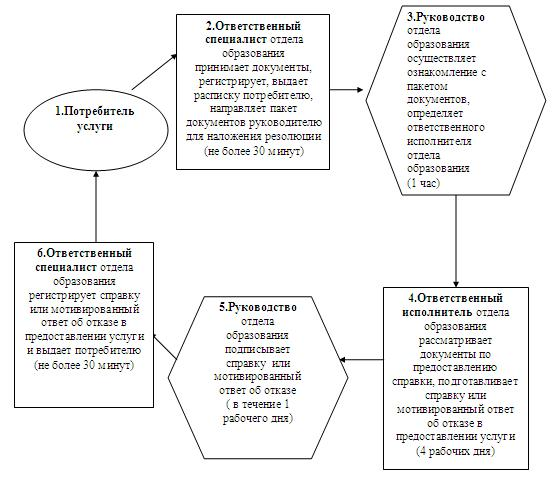 1.Потребитель
услуги
2.Ответственный
специалист отдела
образования
принимает документы,
регистрирует, выдает
расписку потребителю,
направляет пакет
документов руководителю
для наложения резолюции
(не более 30 минут)
3.Руководство
отдела
образования
осуществляет
ознакомление с
пакетом
документов,
определяет
ответственного
исполнителя
отдела
образования
(1 час)
4.Ответственный
исполнитель отдела
образования
рассматривает
документы по
предоставлению
справки, подготавливает
справку или
мотивированный ответ
об отказе в
предоставлении услуги
(4 рабочих дня)
5.Руководство
отдела
образования
подписывает
справку или
мотивированный
ответ об отказе
( в течение 1
рабочего дня)
6.Ответственный
специалист отдела
образования
регистрирует справку
или мотивированный
ответ об отказе в
предоставлении услуги
и выдает потребителю
(не более 30 минут)